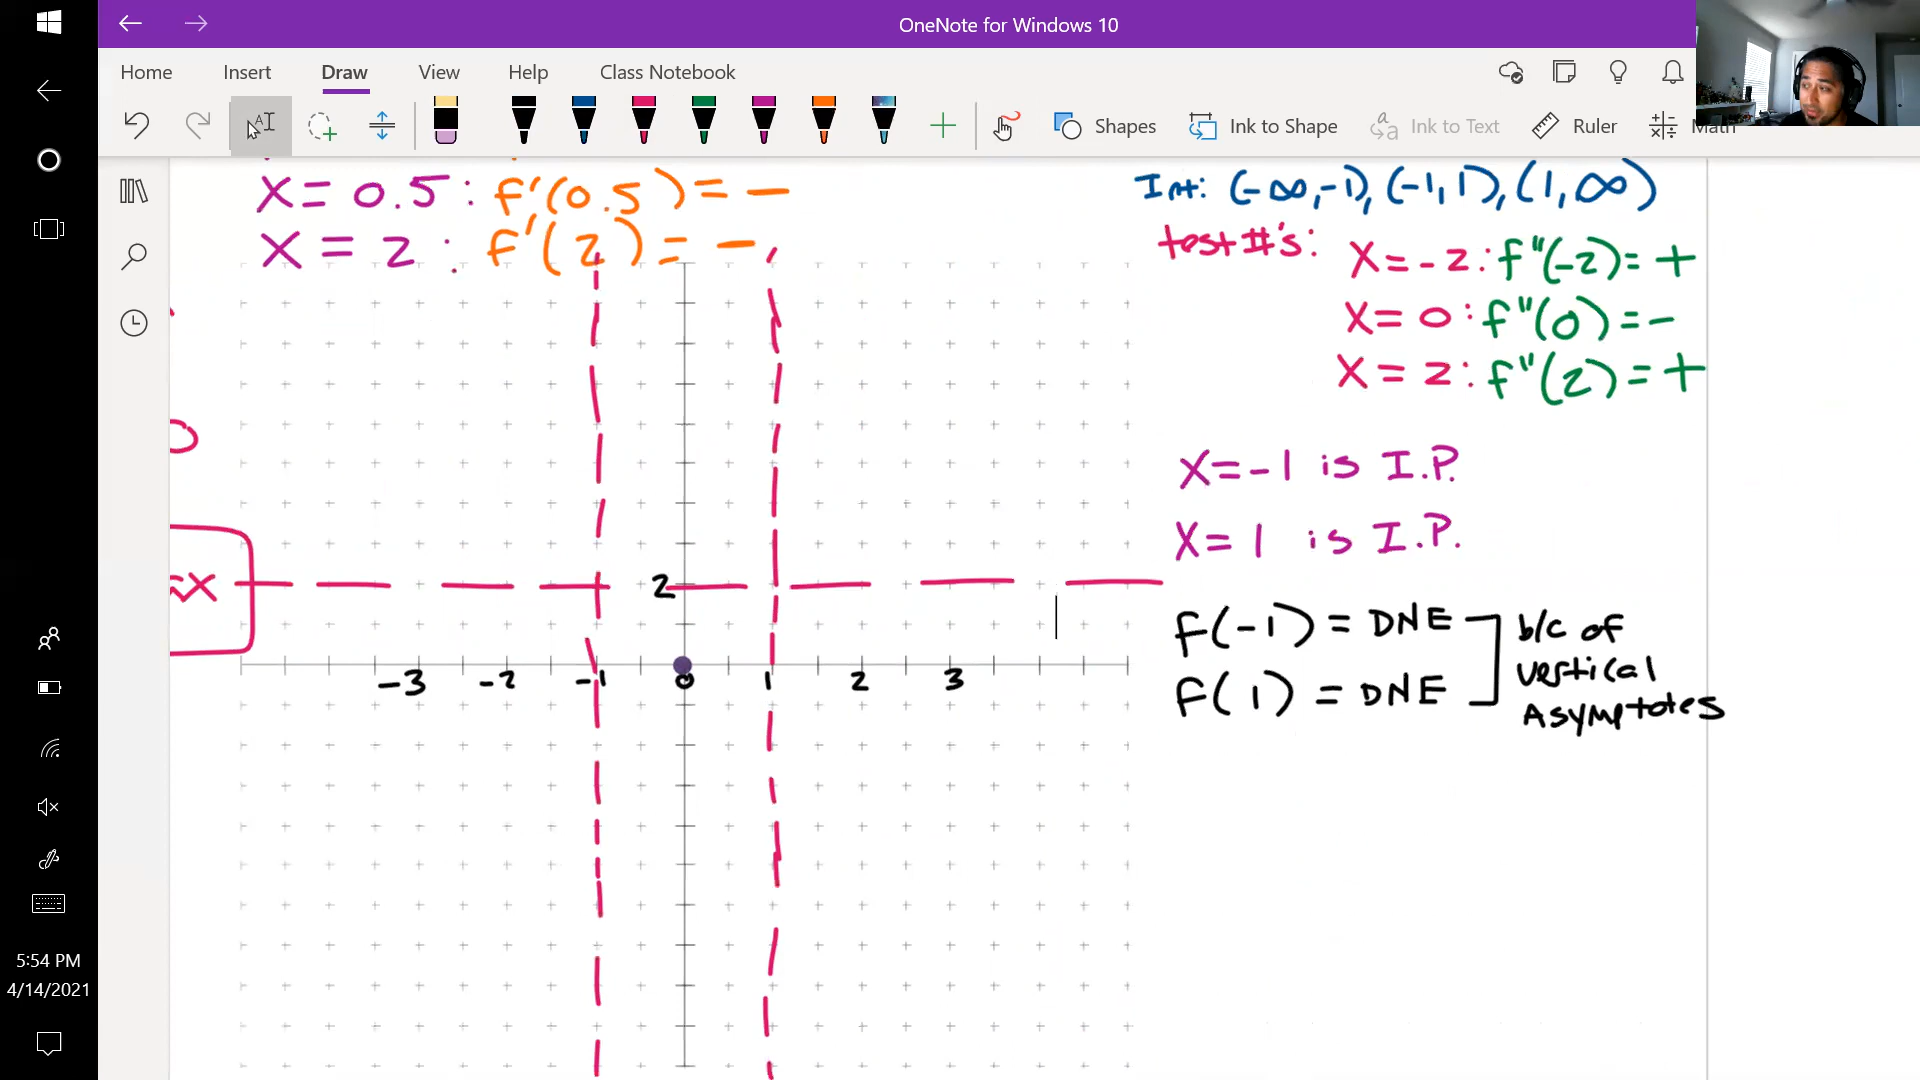 OneNote for Windows 10
Home Insert Draw View Help Class Notebook
Shapes Ink to Shape Ink to Text Ruler Math
x = 0.5 : f'(0.5) = −
x = 2 : f'(2) = −
Int: (-∞,-1), (-1,1), (1,∞)
test #'s: x = -2 : f"(-2) = +
x = 0 : f"(0) = −
x = 2 : f"(2) = +
x = -1 is I.P.
x = 1 is I.P.
x
2
-3 -2 -1 0 1 2 3
f(-1) = DNE
f(1) = DNE
b/c of
vertical
Asymptotes
5:54 PM
4/14/2021